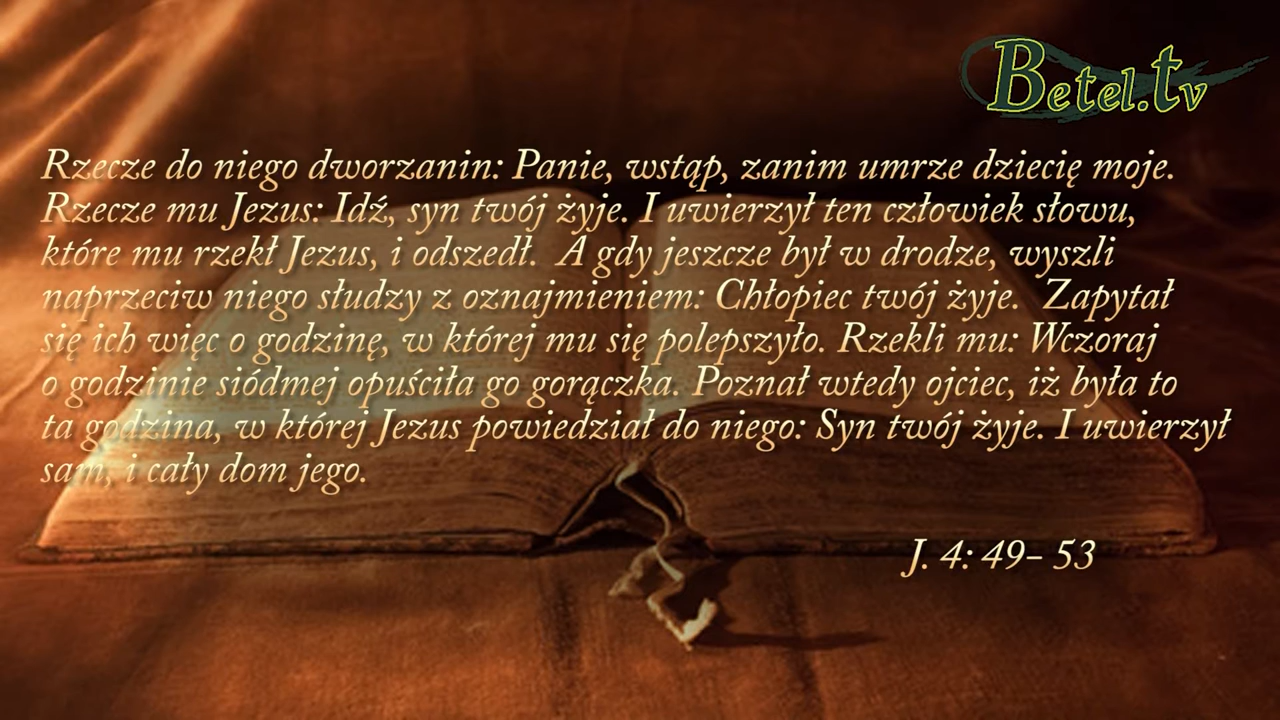 Betel.tv
Rzecze do niego dworzanin: Panie, wstąp, zanim umrze dziecię moje.
Rzecze mu Jezus: Idź, syn twój żyje. I uwierzył ten człowiek słowu,
które mu rzekł Jezus, i odszedł. A gdy jeszcze był w drodze, wyszli
naprzeciw niego słudzy z oznajmieniem: Chłopiec twój żyje. Zapytał
się ich więc o godzinę, w której mu się polepszyło. Rzekli mu: Wczoraj
o godzinie siódmej opuściła go gorączka. Poznał wtedy ojciec, iż była to
ta godzina, w której Jezus powiedział do niego: Syn twój żyje. I uwierzył
sam, i cały dom jego.
J. 4: 49– 53